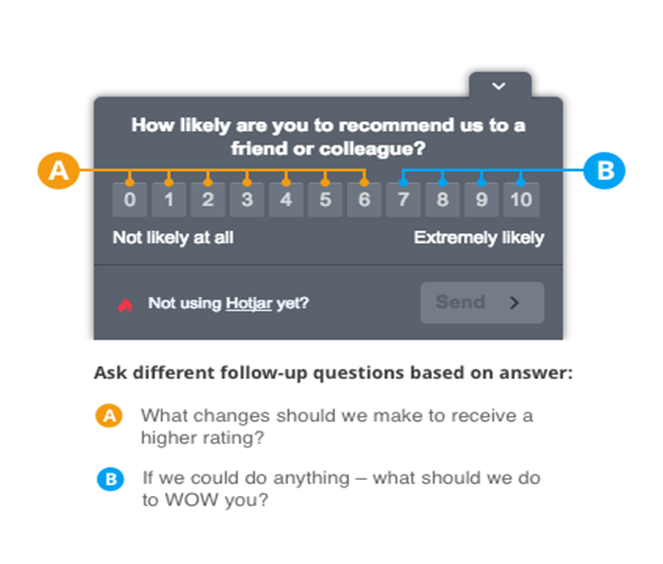 How likely are you to recommend us to a
friend or colleague?
A
B
0 1 2 3 4 5 6 7 8 9 10
Not likely at all Extremely likely
Not using Hotjar yet? Send
Ask different follow-up questions based on answer:
A What changes should we make to receive a
higher rating?
B If we could do anything – what should we do
to WOW you?